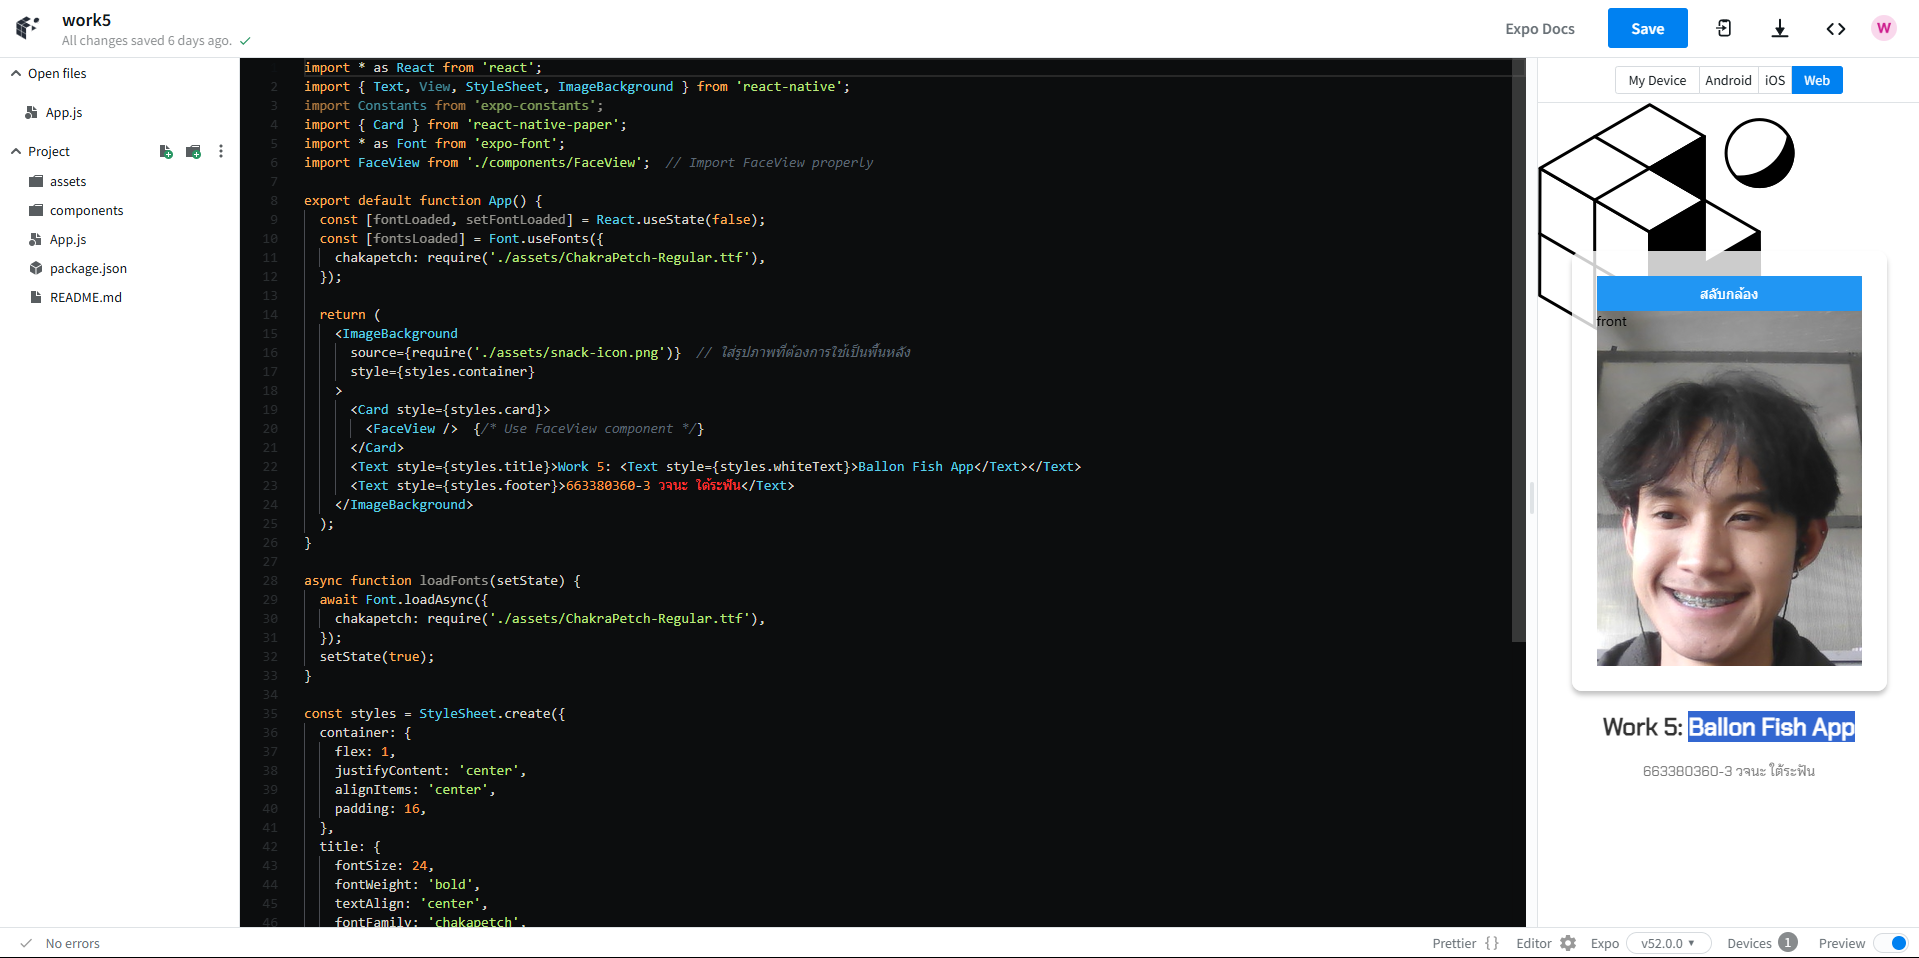 work5
All changes saved 6 days ago.
Expo Docs
Save
W
Open files
App.js
Project
assets
components
App.js
package.json
README.md
import * as React from 'react';
2 import { Text, View, StyleSheet, ImageBackground } from 'react-native';
3 import Constants from 'expo-constants';
4 import { Card } from 'react-native-paper';
5 import * as Font from 'expo-font';
6 import FaceView from './components/FaceView';  // Import FaceView properly
7
8 export default function App() {
9 const [fontLoaded, setFontLoaded] = React.useState(false);
10 const [fontsLoaded] = Font.useFonts({
11 chakapetch: require('./assets/ChakraPetch-Regular.ttf'),
12 });
13
14 return (
15 <ImageBackground
16 source={require('./assets/snack-icon.png')}  // ใส่รูปภาพที่ต้องการใช้เป็นพื้นหลัง
17 style={styles.container}
18 >
19 <Card style={styles.card}>
20 <FaceView />  {/* Use FaceView component */}
21 </Card>
22 <Text style={styles.title}>Work 5: <Text style={styles.whiteText}>Ballon Fish App</Text></Text>
23 <Text style={styles.footer}>663380360-3 วจนะ ใต้ระฟัน</Text>
24 </ImageBackground>
25 );
26 }
27
28 async function loadFonts(setState) {
29 await Font.loadAsync({
30 chakapetch: require('./assets/ChakraPetch-Regular.ttf'),
31 });
32 setState(true);
33 }
34
35 const styles = StyleSheet.create({
36 container: {
37 flex: 1,
38 justifyContent: 'center',
39 alignItems: 'center',
40 padding: 16,
41 },
42 title: {
43 fontSize: 24,
44 fontWeight: 'bold',
45 textAlign: 'center',
46 fontFamily: 'chakapetch',
My Device
Android
iOS
Web
สลับกล้อง
front
Work 5: Ballon Fish App
663380360-3 วจนะ ใต้ระฟัน
No errors
Prettier { }
Editor
Expo
v52.0.0
Devices 1
Preview